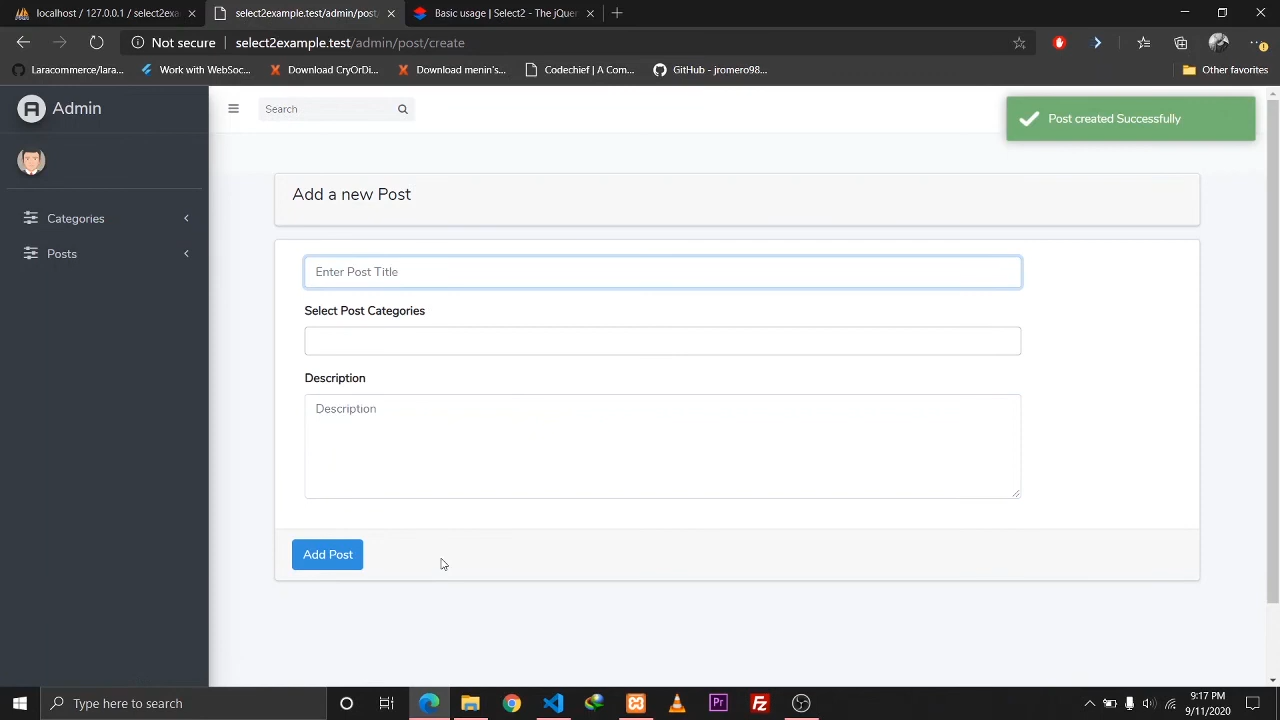 localhost / 127.0.0.1 / select2exa
select2example.test/admin/post/
Basic usage | Select2 - The jQuer
Not secure
select2example.test/admin/post/create
Laracommerce/lara...
Work with WebSoc...
Download CryOrDi...
Download menin's...
Codechief | A Com...
GitHub - jromero98...
Other favorites
Admin
Search
Post created Successfully
Categories
Posts
Add a new Post
Enter Post Title
Select Post Categories
Description
Description
Add Post
Type here to search
Pr
9:17 PM
9/11/2020